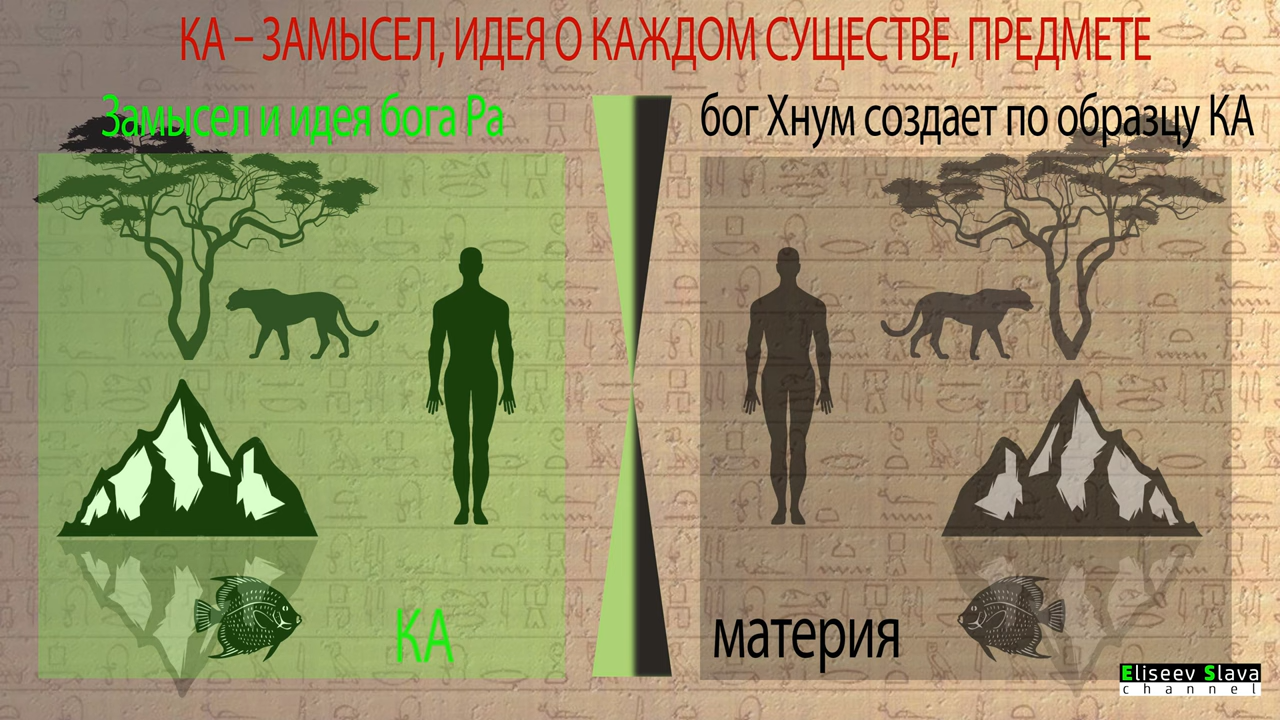 КА – ЗАМЫСЕЛ, ИДЕЯ О КАЖДОМ СУЩЕСТВЕ, ПРЕДМЕТЕ
Замысел и идея бога Ра
бог Хнум создает по образцу КА
КА
материя
Eliseev Slava
channel